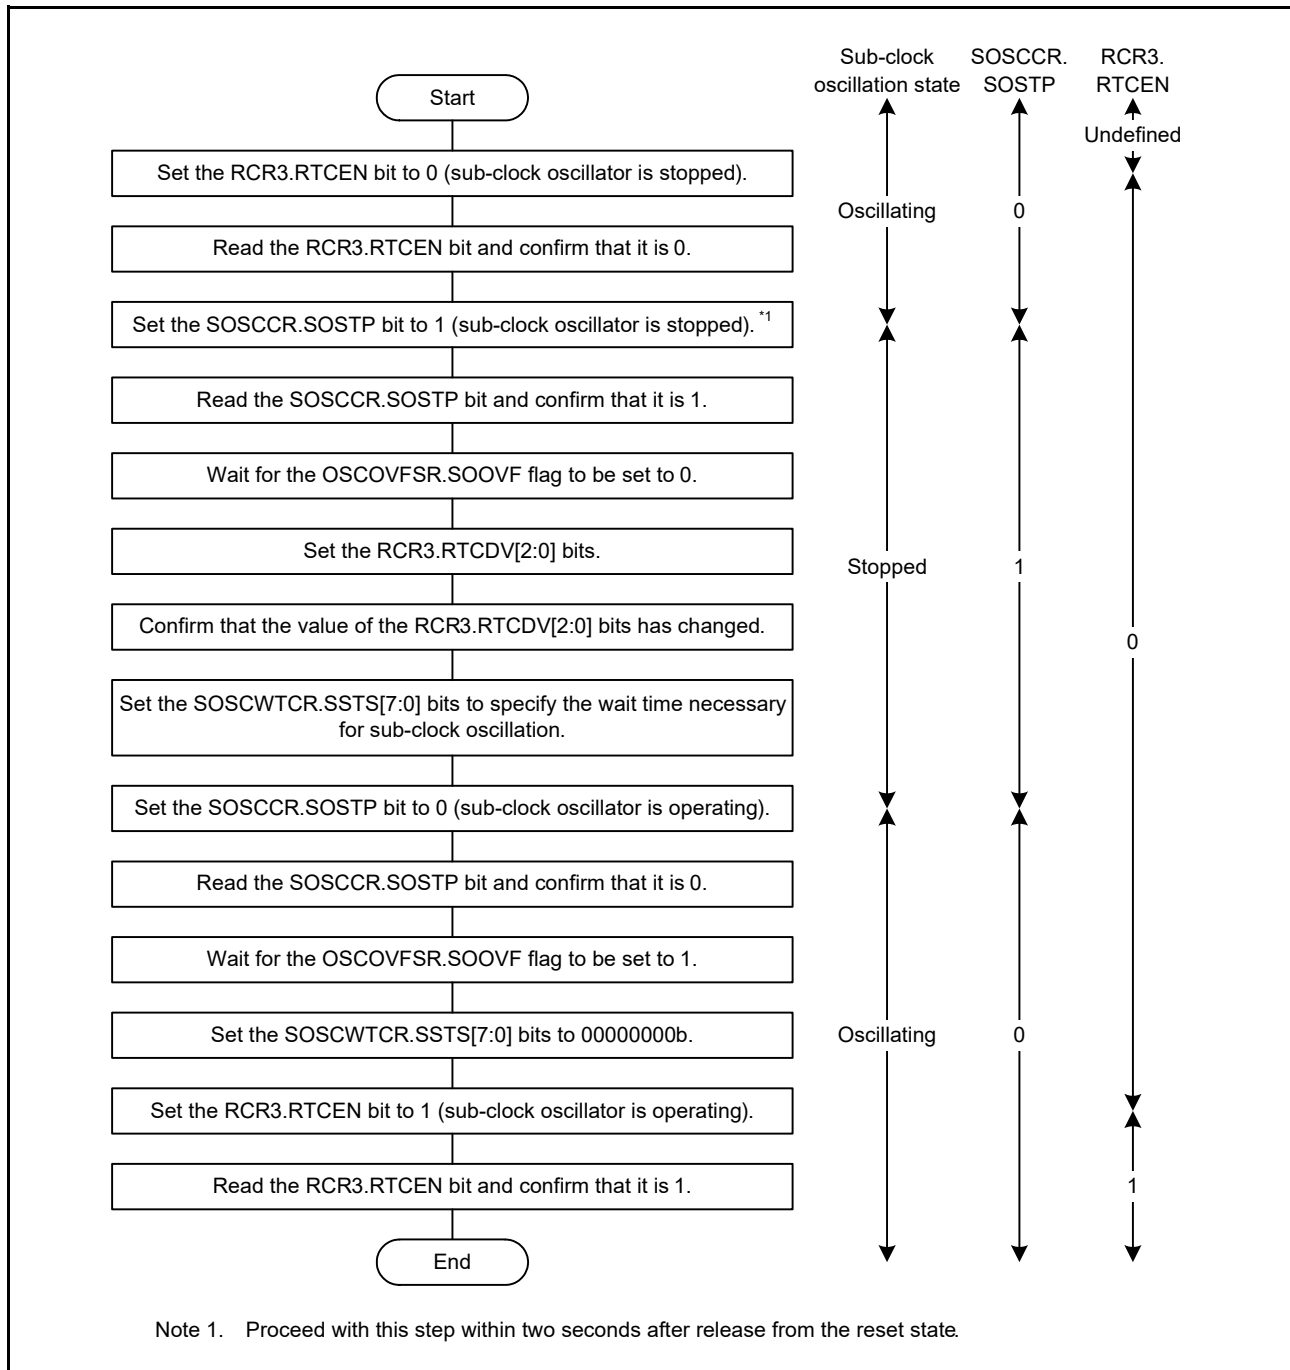 Sub-clock
oscillation state
SOSCCR.
SOSTP
RCR3.
RTCEN
Start
Undefined
Set the RCR3.RTCEN bit to 0 (sub-clock oscillator is stopped).
Oscillating
0
Read the RCR3.RTCEN bit and confirm that it is 0.
Set the SOSCCR.SOSTP bit to 1 (sub-clock oscillator is stopped). *1
Read the SOSCCR.SOSTP bit and confirm that it is 1.
Wait for the OSCOVFSR.SOOVF flag to be set to 0.
Set the RCR3.RTCDV[2:0] bits.
Stopped
1
Confirm that the value of the RCR3.RTCDV[2:0] bits has changed.
0
Set the SOSCWTCR.SSTS[7:0] bits to specify the wait time necessary
for sub-clock oscillation.
Set the SOSCCR.SOSTP bit to 0 (sub-clock oscillator is operating).
Read the SOSCCR.SOSTP bit and confirm that it is 0.
Wait for the OSCOVFSR.SOOVF flag to be set to 1.
Set the SOSCWTCR.SSTS[7:0] bits to 00000000b.
Oscillating
0
Set the RCR3.RTCEN bit to 1 (sub-clock oscillator is operating).
Read the RCR3.RTCEN bit and confirm that it is 1.
1
End
Note 1. Proceed with this step within two seconds after release from the reset state.